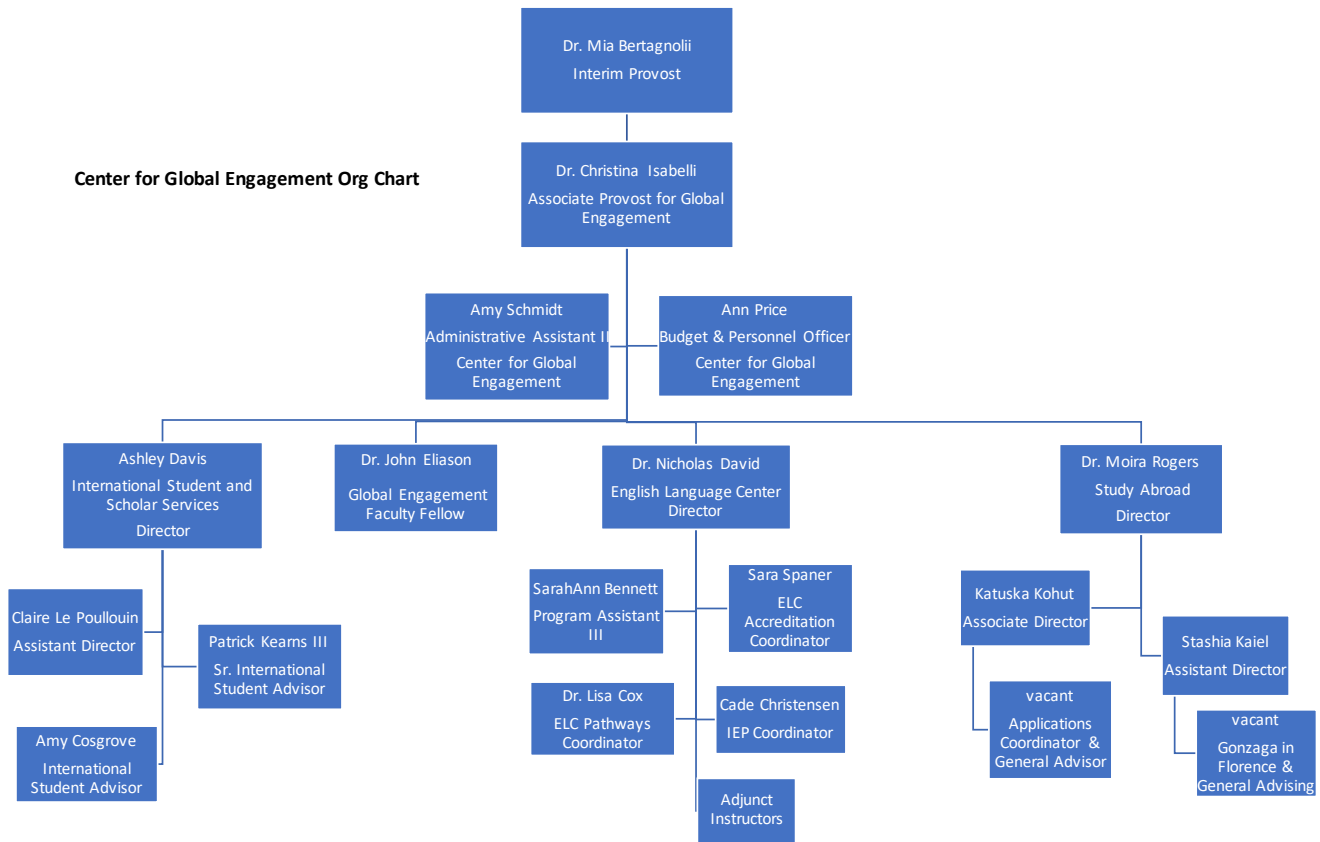 Dr. Mia Bertagnolii
Interim Provost
Center for Global Engagement Org Chart
Dr. Christina Isabelli
Associate Provost for Global
Engagement
Amy Schmidt
Administrative Assistant II
Center for Global
Engagement
Ann Price
Budget & Personnel Officer
Center for Global
Engagement
Ashley Davis
International Student and
Scholar Services
Director
Dr. John Eliason
Global Engagement
Faculty Fellow
Dr. Nicholas David
English Language Center
Director
Dr. Moira Rogers
Study Abroad
Director
Claire Le Poullouin
Assistant Director
Patrick Kearns III
Sr. International
Student Advisor
Amy Cosgrove
International
Student Advisor
SarahAnn Bennett
Program Assistant
III
Sara Spaner
ELC
Accreditation
Coordinator
Dr. Lisa Cox
ELC Pathways
Coordinator
Cade Christensen
IEP Coordinator
Adjunct
Instructors
Katuska Kohut
Associate Director
Stashia Kaiel
Assistant Director
vacant
Applications
Coordinator &
General Advisor
vacant
Gonzaga in
Florence &
General Advising